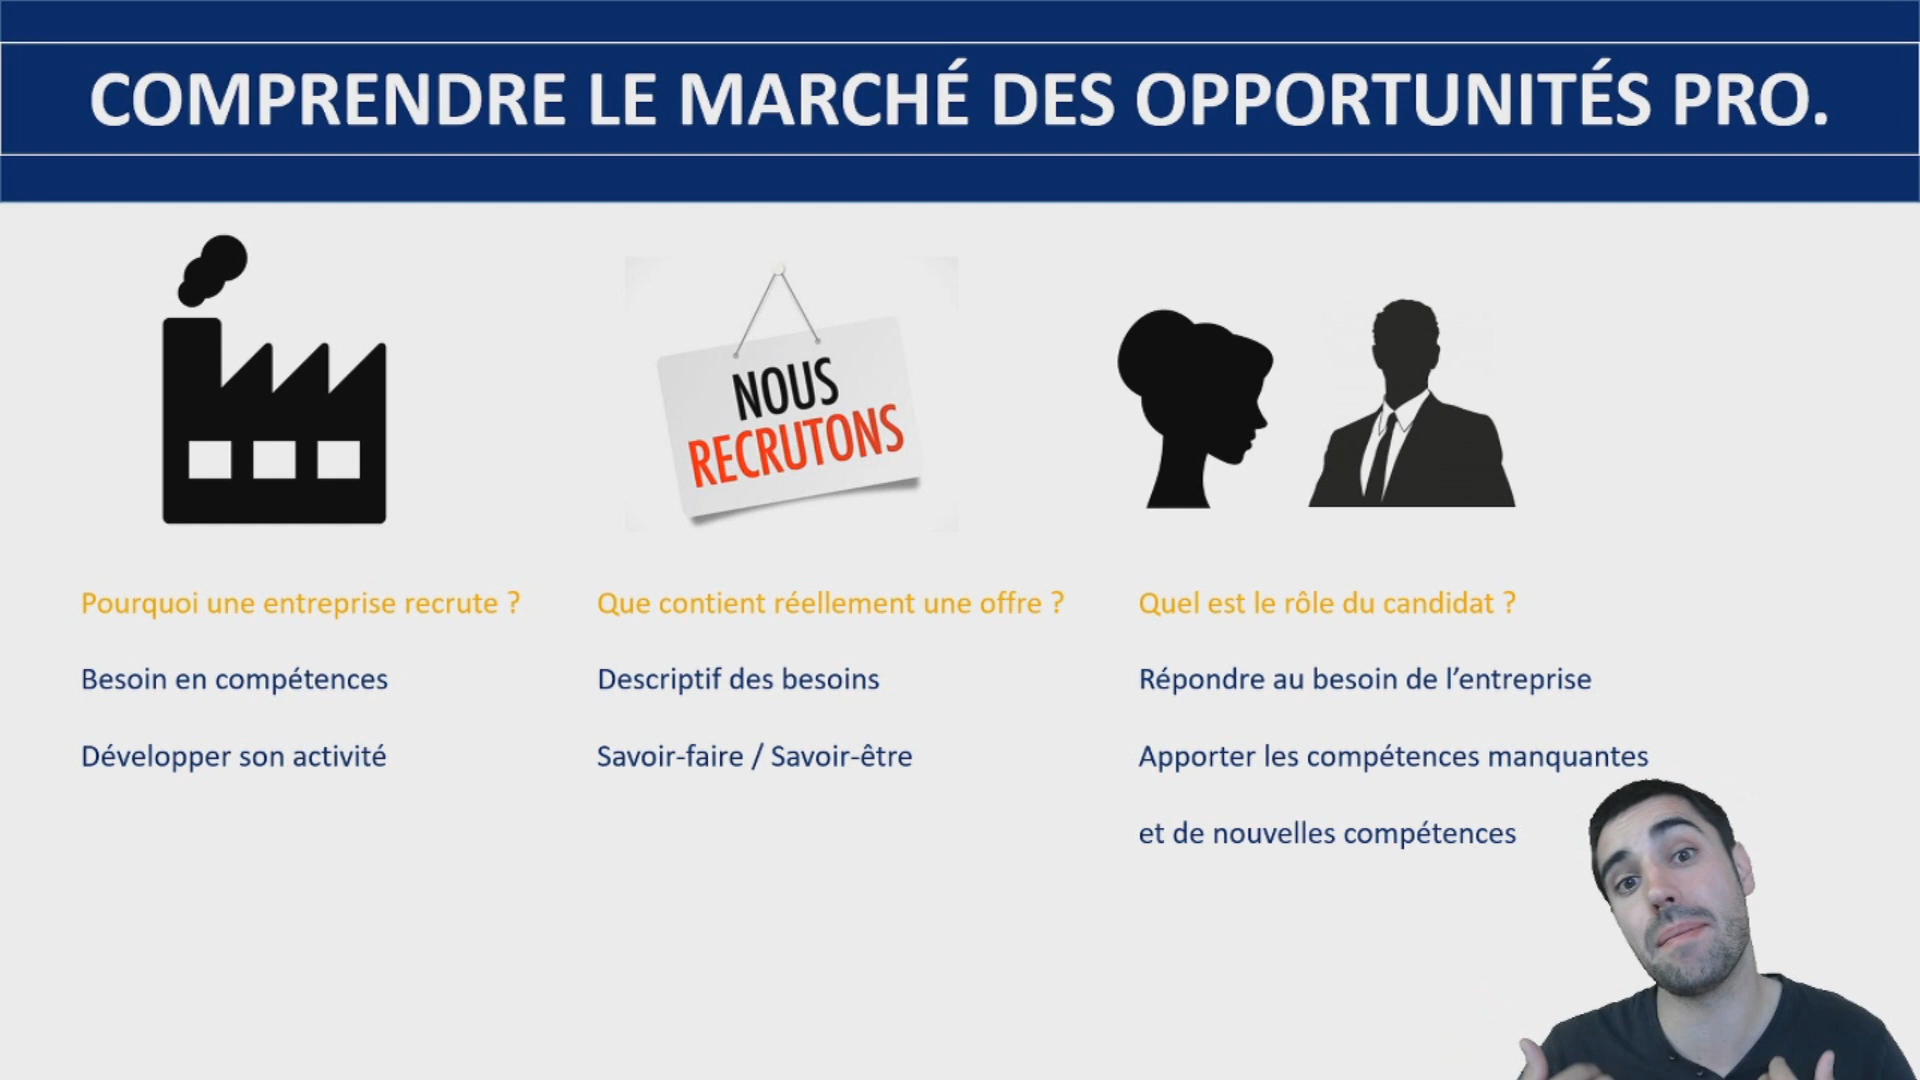 COMPRENDRE LE MARCHÉ DES OPPORTUNITÉS PRO.
NOUS
RECRUTONS
Pourquoi une entreprise recrute ?
Besoin en compétences
Développer son activité
Que contient réellement une offre ?
Descriptif des besoins
Savoir-faire / Savoir-être
Quel est le rôle du candidat ?
Répondre au besoin de l’entreprise
Apporter les compétences manquantes
et de nouvelles compétences